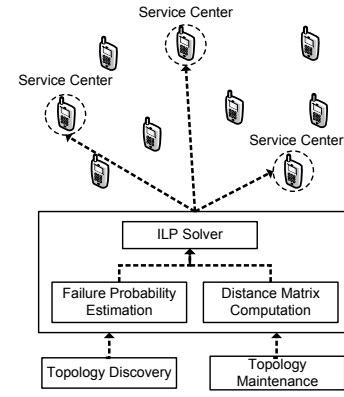 Service Center
Service Center
Service Center
ILP Solver
Failure Probability
Estimation
Distance Matrix
Computation
Topology Discovery
Topology
Maintenance